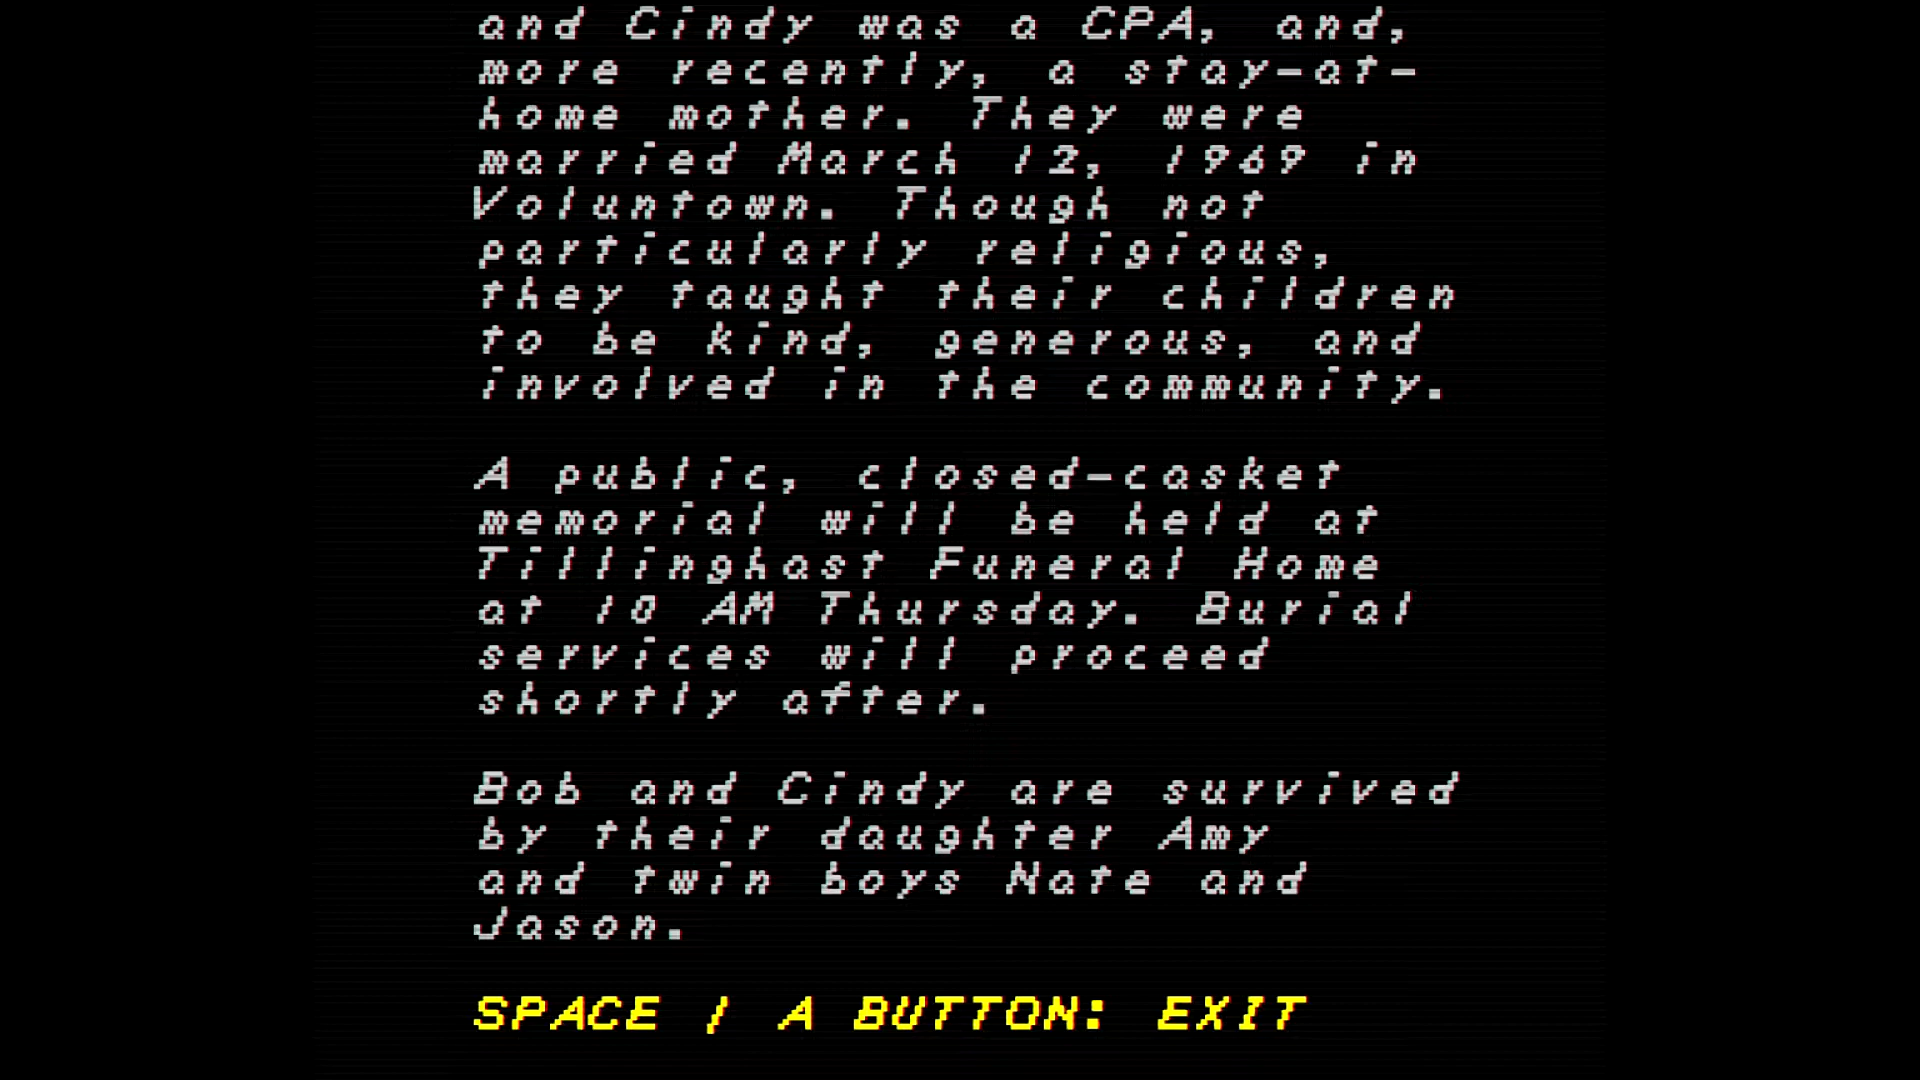 and Cindy was a CPA, and,
more recently, a stay-at-
home mother. They were
married March 12, 1969 in
Voluntown. Though not
particularly religious,
they taught their children
to be kind, generous, and
involved in the community.
A public, closed-casket
memorial will be held at
Tillinghast Funeral Home
at 10 AM Thursday. Burial
services will proceed
shortly after.
Bob and Cindy are survived
by their daughter Amy
and twin boys Nate and
Jason.
SPACE / A BUTTON: EXIT